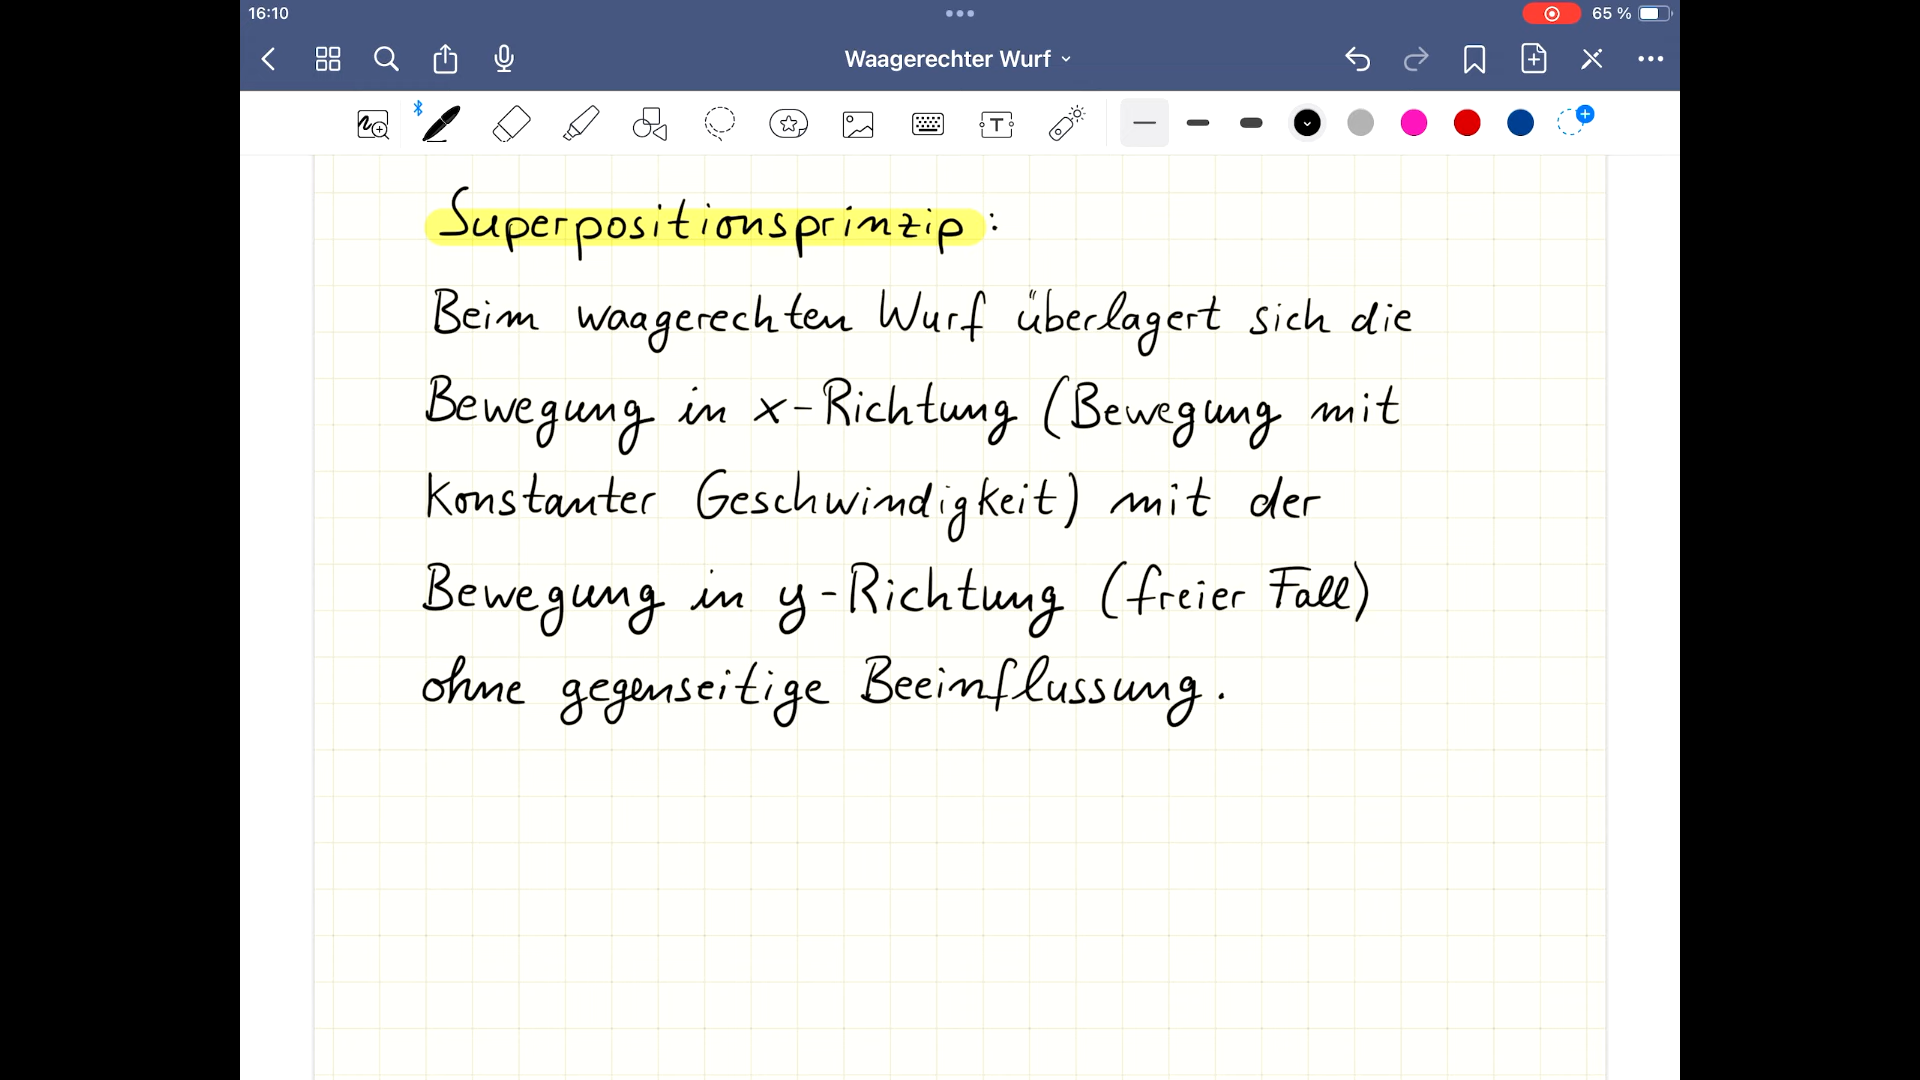 16:10
65 %
Waagerechter Wurf
Superpositionsprinzip:
Beim waagerechten Wurf überlagert sich die
Bewegung in x-Richtung (Bewegung mit
konstanter Geschwindigkeit) mit der
Bewegung in y-Richtung (freier Fall)
ohne gegenseitige Beeinflussung.